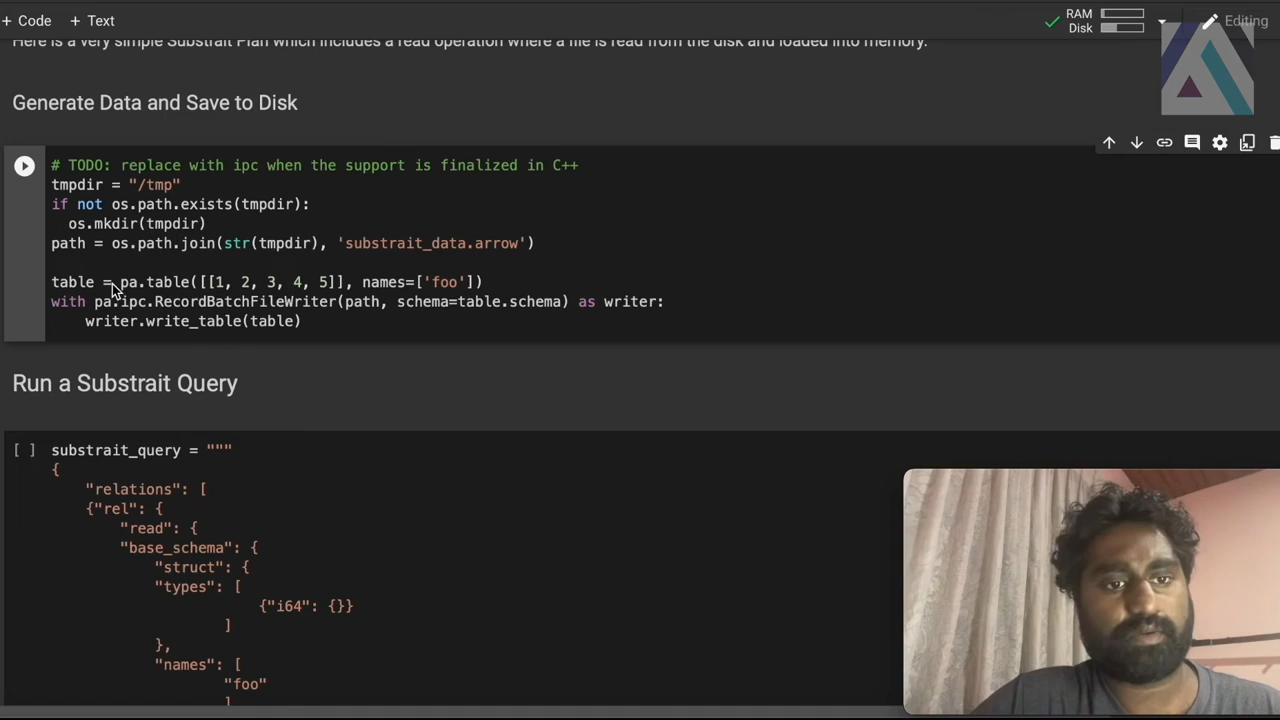 + Code + Text
RAM
Disk
Editing
Here is a very simple Substrait Plan which includes a read operation where a file is read from the disk and loaded into memory.
Generate Data and Save to Disk
# TODO: replace with ipc when the support is finalized in C++
tmpdir = "/tmp"
if not os.path.exists(tmpdir):
  os.mkdir(tmpdir)
path = os.path.join(str(tmpdir), 'substrait_data.arrow')
table = pa.table([[1, 2, 3, 4, 5]], names=['foo'])
with pa.ipc.RecordBatchFileWriter(path, schema=table.schema) as writer:
    writer.write_table(table)
Run a Substrait Query
[ ] substrait_query = """
{
    "relations": [
    {"rel": {
        "read": {
        "base_schema": {
            "struct": {
            "types": [
                        {"i64": {}}
                    ]
            },
            "names": [
                    "foo"
                    ]